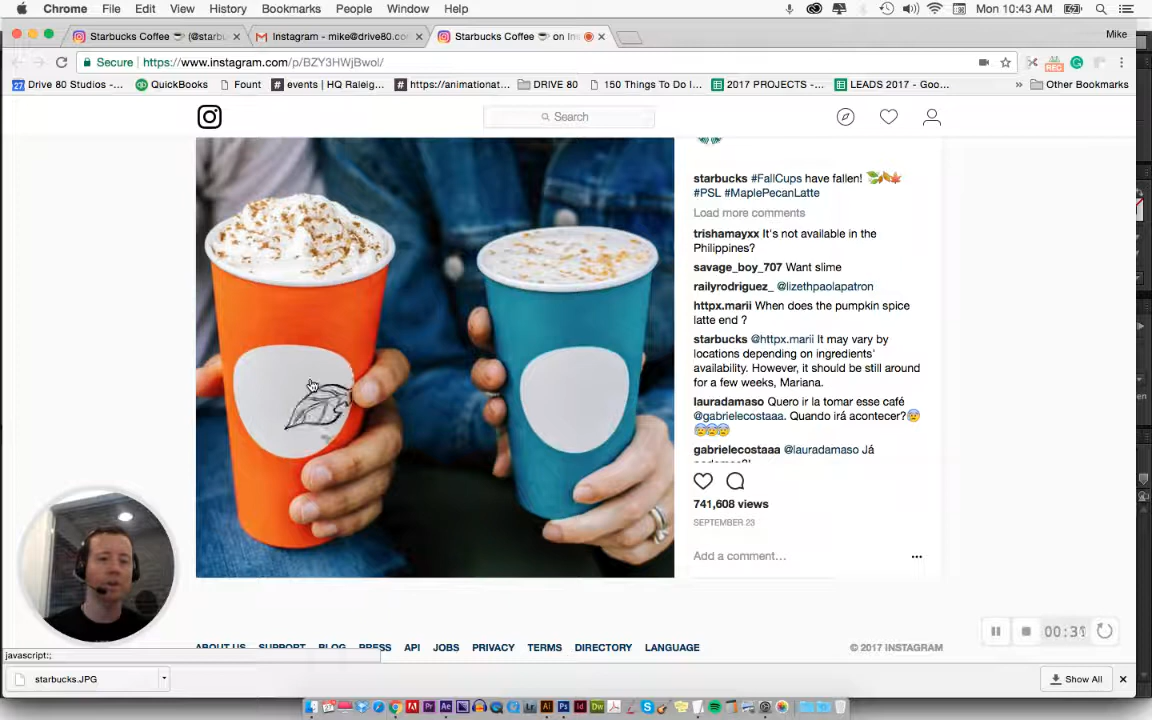 Chrome File Edit View History Bookmarks People Window Help
Mon 10:43 AM
Starbucks Coffee ☕ (@starbu
Instagram - mike@drive80.co
Starbucks Coffee ☕ on In
Mike
Secure https://www.instagram.com/p/BZY3HWjBwol/
REC
27 Drive 80 Studios -...
QuickBooks
Fount
events | HQ Raleig...
https://animationat...
DRIVE 80
150 Things To Do I...
2017 PROJECTS -...
LEADS 2017 - Goo...
» Other Bookmarks
Search
starbucks #FallCups have fallen! 🍃🍁
#PSL #MaplePecanLatte
Load more comments
trishamayxx It's not available in the
Philippines?
savage_boy_707 Want slime
railyrodriguez_ @lizethpaolapatron
httpx.marii When does the pumpkin spice
latte end ?
starbucks @httpx.marii It may vary by
locations depending on ingredients'
availability. However, it should be still around
for a few weeks, Mariana.
lauradamaso Quero ir la tomar esse café
@gabrielecostaaa. Quando irá acontecer?😰
😰😰😰
gabrielecostaaa @lauradamaso Já
741,608 views
SEPTEMBER 23
Add a comment...
ABOUT US SUPPORT BLOG PRESS API JOBS PRIVACY TERMS DIRECTORY LANGUAGE
© 2017 INSTAGRAM
javascript:;
starbucks.JPG
Show All